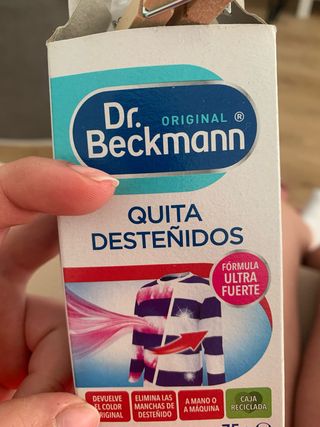 Dr.
ORIGINAL ®
Beckmann
QUITA
DESTEÑIDOS
FÓRMULA
ULTRA
FUERTE
DEVUELVE
EL COLOR
ORIGINAL
ELIMINA LAS
MANCHAS DE
DESTEÑIDO
A MANO O
A MÁQUINA
CAJA
RECICLADA